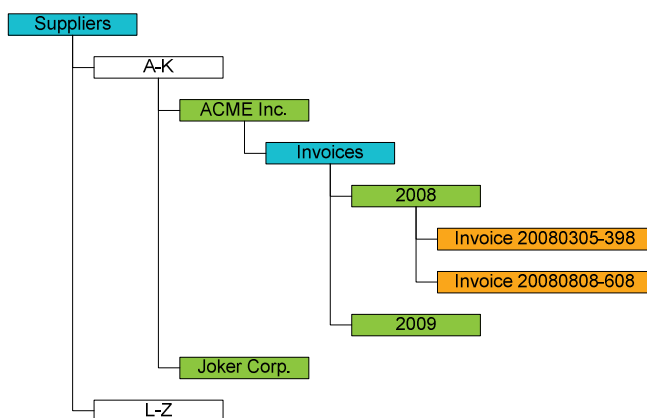 Suppliers
A-K
ACME Inc.
Invoices
2008
Invoice 20080305-398
Invoice 20080808-608
2009
Joker Corp.
L-Z